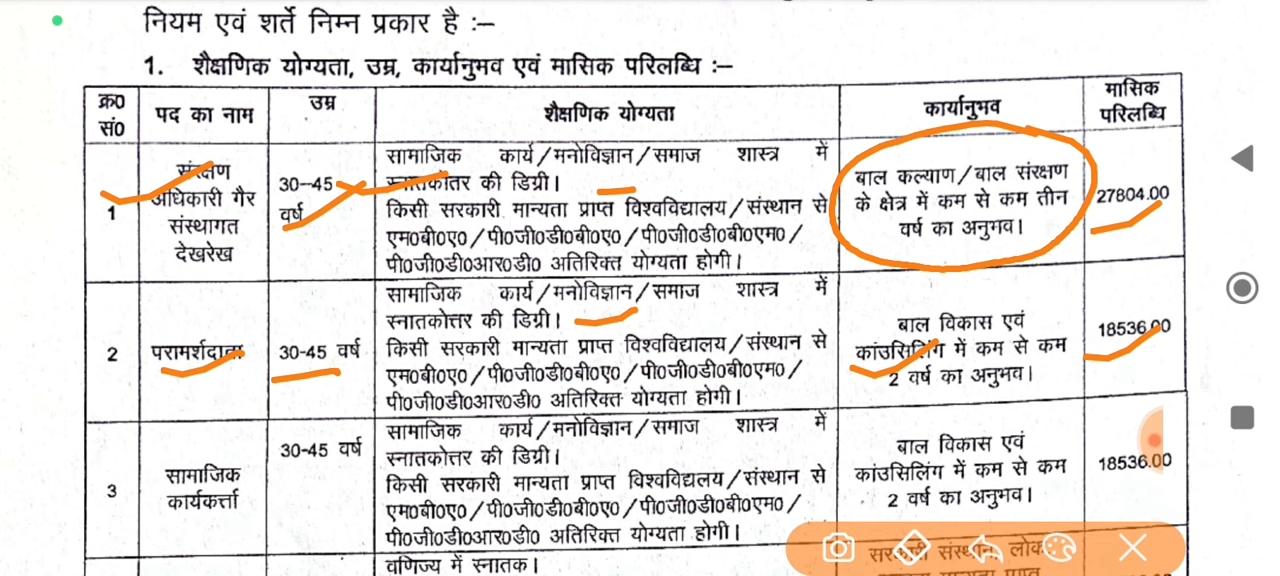 नियम एवं शर्ते निम्न प्रकार है :–
1. शैक्षणिक योग्यता, उम्र, कार्यानुभव एवं मासिक परिलब्धि :–
क्र0 सं0 पद का नाम उम्र शैक्षणिक योग्यता कार्यानुभव मासिक परिलब्धि
1
संरक्षण
अधिकारी गैर
संस्थागत
देखरेख
30–45
वर्ष
सामाजिक कार्य/मनोविज्ञान/समाज शास्त्र में
स्नातकोतर की डिग्री।
किसी सरकारी मान्यता प्राप्त विश्वविद्यालय/संस्थान से
एम0बी0ए0/पी0जी0डी0बी0ए0/पी0जी0डी0बी0एम0/
पी0जी0डी0आर0डी0 अतिरिक्त योग्यता होगी।
बाल कल्याण/बाल संरक्षण
के क्षेत्र में कम से कम तीन
वर्ष का अनुभव।
27804.00
2
परामर्शदाता
30-45 वर्ष
सामाजिक कार्य/मनोविज्ञान/समाज शास्त्र में
स्नातकोत्तर की डिग्री।
किसी सरकारी मान्यता प्राप्त विश्वविद्यालय/संस्थान से
एम0बी0ए0/पी0जी0डी0बी0ए0/पी0जी0डी0बी0एम0/
पी0जी0डी0आर0डी0 अतिरिक्त योग्यता होगी।
बाल विकास एवं
कांउसिलिंग में कम से कम
2 वर्ष का अनुभव।
18536.00
3
सामाजिक
कार्यकर्त्ता
30-45 वर्ष
सामाजिक कार्य/मनोविज्ञान/समाज शास्त्र में
स्नातकोत्तर की डिग्री।
किसी सरकारी मान्यता प्राप्त विश्वविद्यालय/संस्थान से
एम0बी0ए0/पी0जी0डी0बी0ए0/पी0जी0डी0बी0एम0/
पी0जी0डी0आर0डी0 अतिरिक्त योग्यता होगी।
बाल विकास एवं
कांउसिलिंग में कम से कम
2 वर्ष का अनुभव।
18536.00
वणिज्य में स्नातक।
सरकारी संस्थान, लोक